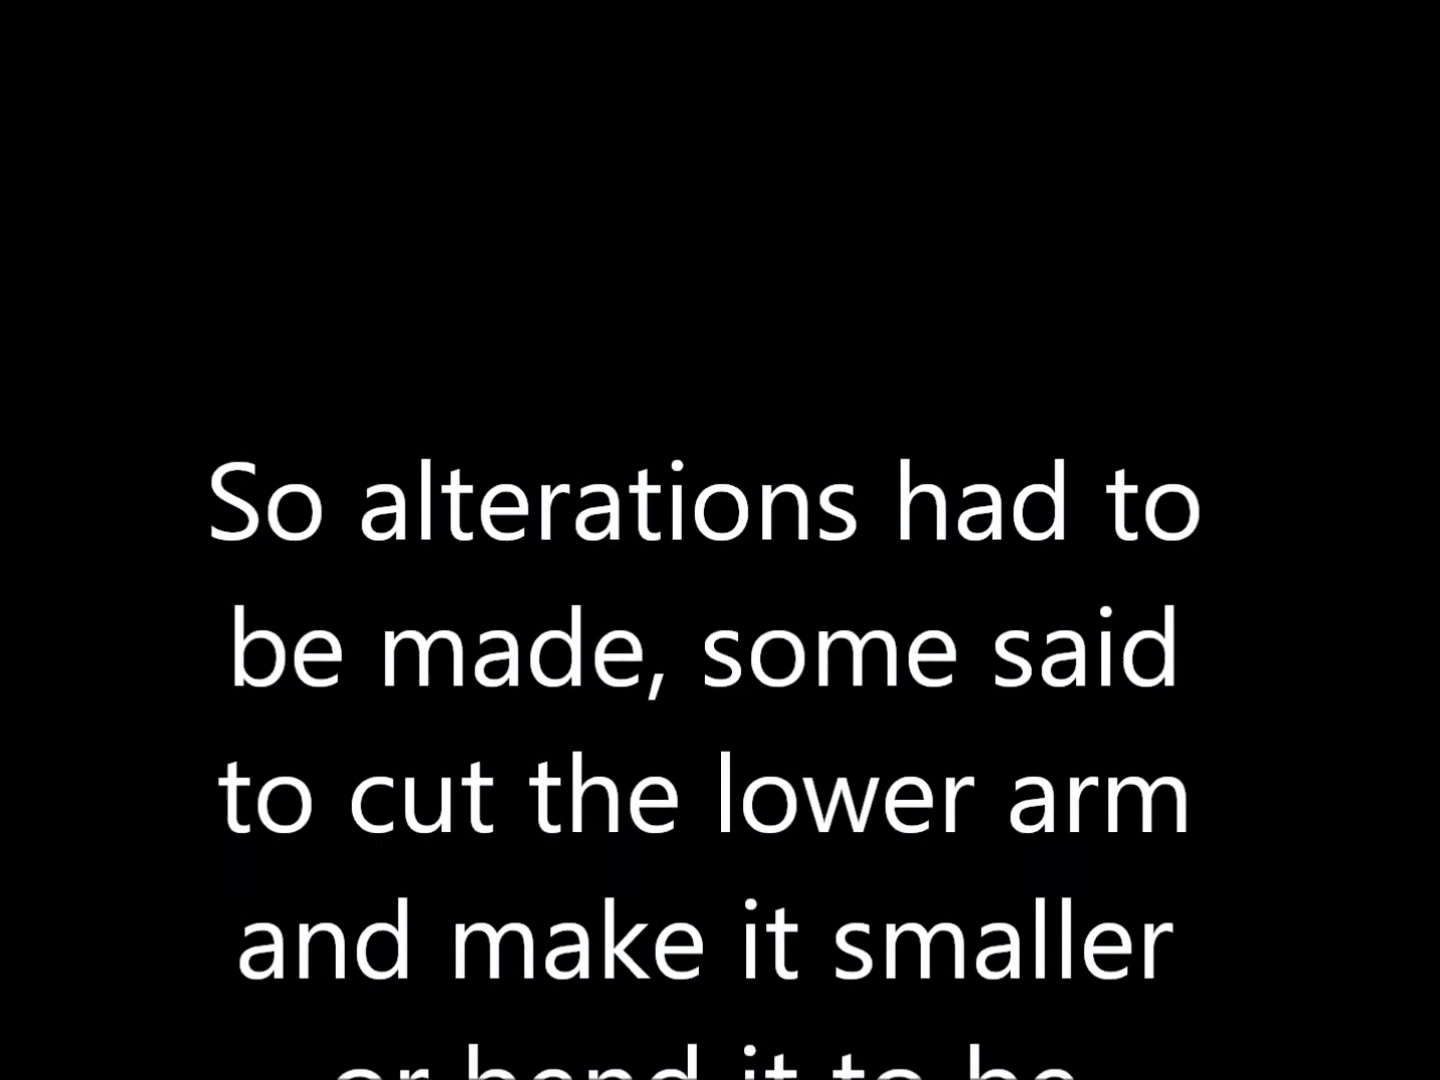 So alterations had to
be made, some said
to cut the lower arm
and make it smaller
or bend it to be